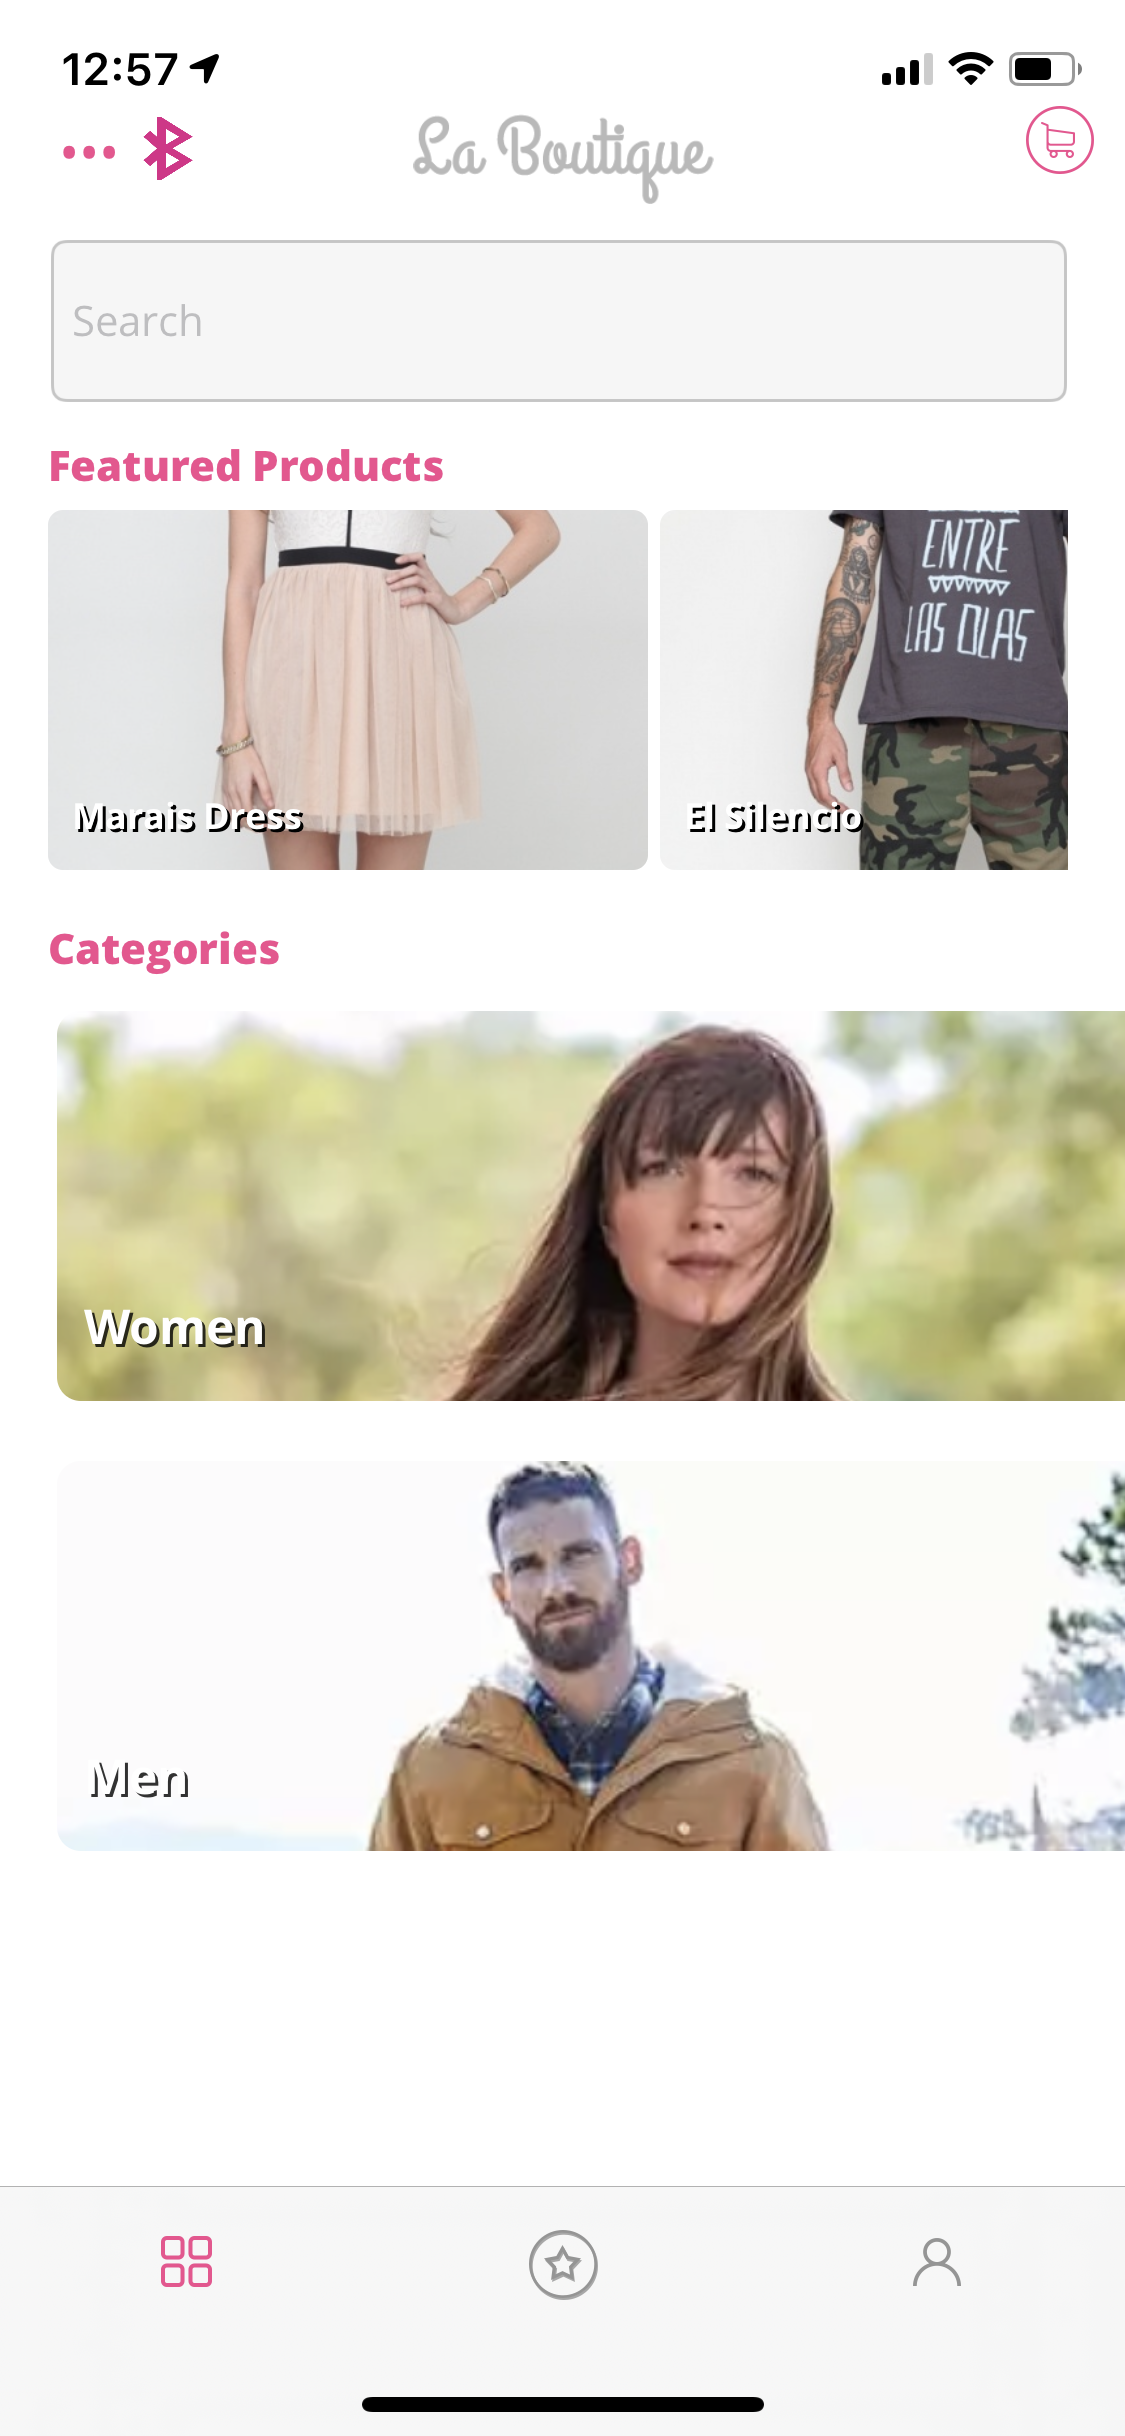 12:57
La Boutique
Search
Featured Products
ENTRE
LAS OLAS
Marais Dress
El Silencio
Categories
Women
Men